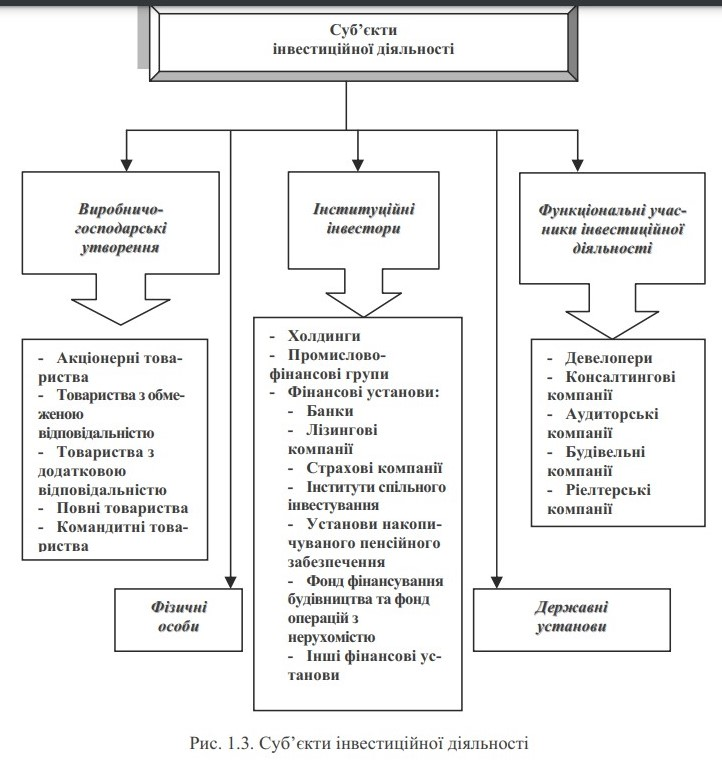 Суб’єкти
інвестиційної діяльності
Виробничо-
господарські
утворення
Інституційні
інвестори
Функціональні учас-
ники інвестиційної
діяльності
- Акціонерні това-
риства
- Товариства з обме-
женою
відповідальністю
- Товариства з
додатковою
відповідальністю
- Повні товариства
- Командитні това-
риства
- Холдинги
- Промислово-
фінансові групи
- Фінансові установи:
- Банки
- Лізингові
компанії
- Страхові компанії
- Інститути спільного
інвестування
- Установи накопи-
чуваного пенсійного
забезпечення
- Фонд фінансування
будівництва та фонд
операцій з
нерухомістю
- Інші фінансові ус-
танови
- Девелопери
- Консалтингові
компанії
- Аудиторські
компанії
- Будівельні
компанії
- Ріелтерські
компанії
Фізичні
особи
Державні
установи
Рис. 1.3. Суб’єкти інвестиційної діяльності